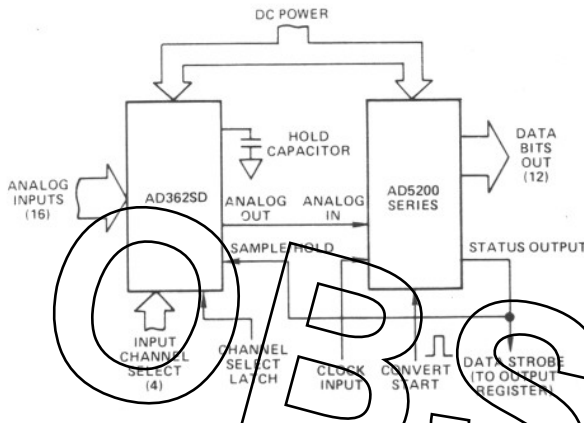 DC POWER
HOLD
CAPACITOR
DATA
BITS
OUT
(12)
ANALOG
INPUTS
(16)
AD362SD
ANALOG
OUT
ANALOG
IN
AD5200
SERIES
SAMPLE/HOLD
STATUS OUTPUT
INPUT
CHANNEL
SELECT
(4)
CHANNEL
SELECT
LATCH
CLOCK
INPUT
CONVERT
START
DATA STROBE
(TO OUTPUT
REGISTER)
OBS